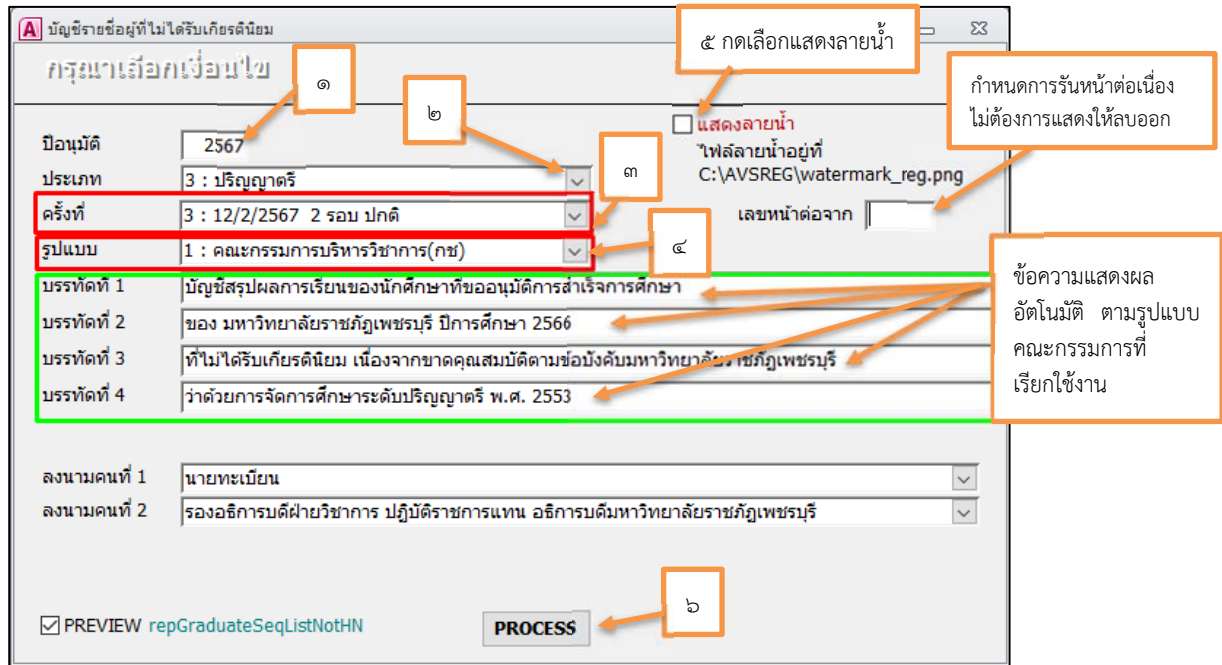 บัญชีรายชื่อผู้ที่ไม่ได้รับเกียรตินิยม
๕ กดเลือกแสดงลายน้ำ
กรุณาเลือกเงื่อนไข
๑
๒
กำหนดการรันหน้าต่อเนื่อง
ไม่ต้องการแสดงให้ลบออก
ปีอนุมัติ 2567
แสดงลายน้ำ
ไฟล์ลายน้ำอยู่ที่
C:\AVSREG\watermark_reg.png
ประเภท 3 : ปริญญาตรี
๓
ครั้งที่ 3 : 12/2/2567 2 รอบ ปกติ
เลขหน้าต่อจาก
รูปแบบ 1 : คณะกรรมการบริหารวิชาการ(กช)
๔
บรรทัดที่ 1 บัญชีสรุปผลการเรียนของนักศึกษาที่ขออนุมัติการสำเร็จการศึกษา
บรรทัดที่ 2 ของ มหาวิทยาลัยราชภัฏเพชรบุรี ปีการศึกษา 2566
บรรทัดที่ 3 ที่ไม่ได้รับเกียรตินิยม เนื่องจากขาดคุณสมบัติตามข้อบังคับมหาวิทยาลัยราชภัฏเพชรบุรี
บรรทัดที่ 4 ว่าด้วยการจัดการศึกษาระดับปริญญาตรี พ.ศ. 2553
ข้อความแสดงผล
อัตโนมัติ ตามรูปแบบ
คณะกรรมการที่
เรียกใช้งาน
ลงนามคนที่ 1 นายทะเบียน
ลงนามคนที่ 2 รองอธิการบดีฝ่ายวิชาการ ปฏิบัติราชการแทน อธิการบดีมหาวิทยาลัยราชภัฏเพชรบุรี
๖
PREVIEW repGraduateSeqListNotHN
PROCESS